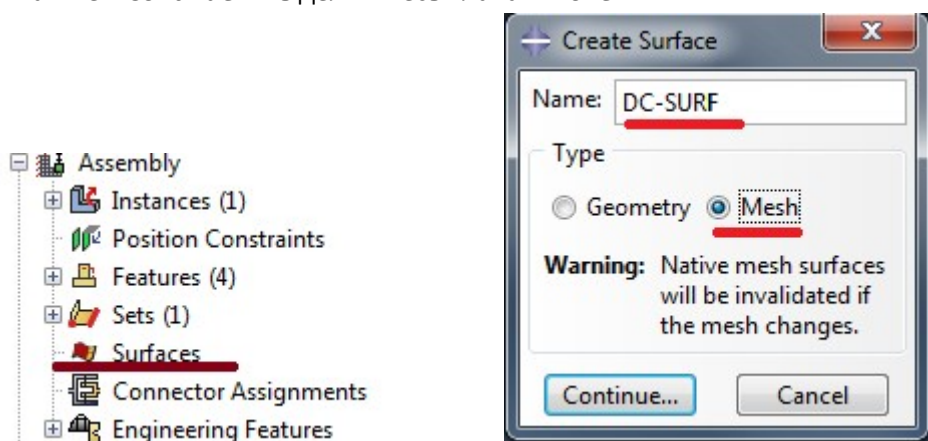 Create Surface
Name: DC-SURF
Type
Geometry Mesh
Warning: Native mesh surfaces
will be invalidated if
the mesh changes.
Continue... Cancel
Assembly
Instances (1)
Position Constraints
Features (4)
Sets (1)
Surfaces
Connector Assignments
Engineering Features